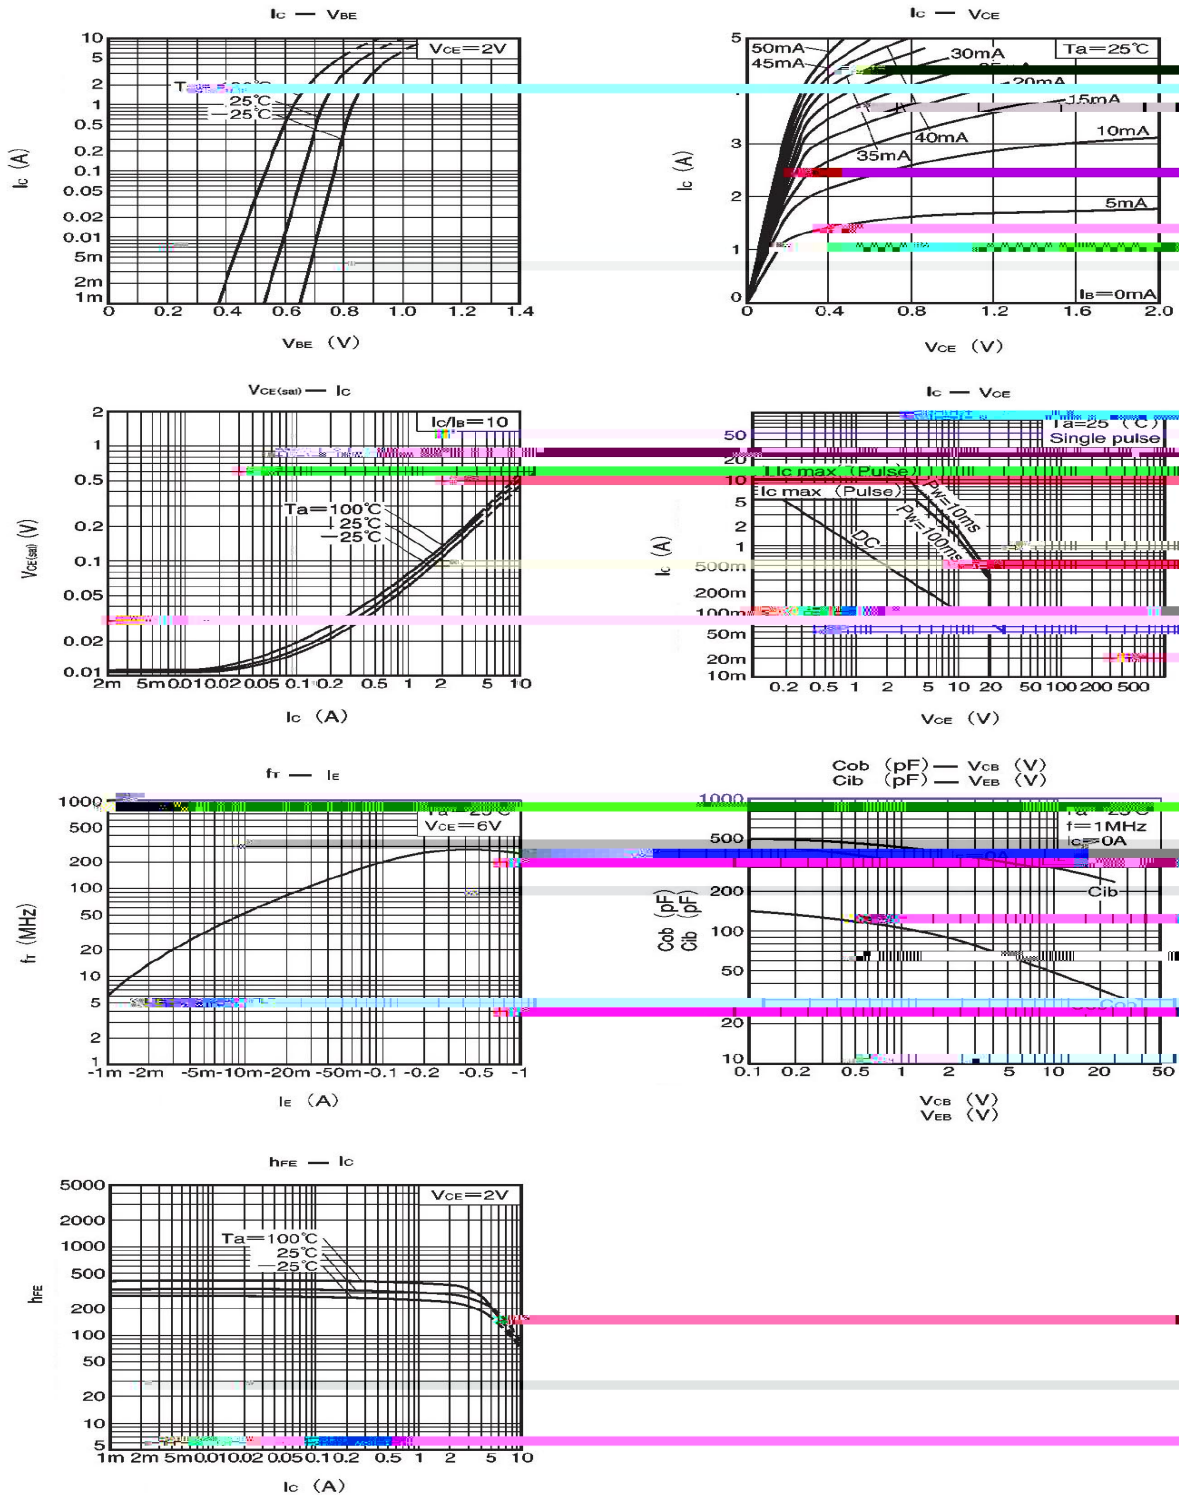 Ic — VBE
VCE=2V
25℃
−25℃
10
5
2
1
0.5
0.2
0.1
0.05
0.02
0.01
5m
2m
1m
Ic (A)
0 0.2 0.4 0.6 0.8 1.0 1.2 1.4
VBE (V)
Ic — VCE
Ta=25℃
50mA
45mA
30mA
20mA
15mA
40mA
35mA
10mA
5mA
IB=0mA
5
4
3
2
1
0
Ic (A)
0 0.4 0.8 1.2 1.6 2.0
VCE (V)
VCE(sat) — Ic
Ic/IB=10
Ta=100℃
25℃
−25℃
2
1
0.5
0.2
0.1
0.05
0.02
0.01
VCE(sat) (V)
2m 5m 0.01 0.02 0.05 0.1 0.2 0.5 1 2 5 10
Ic (A)
Ic — VCE
Ta=25 (℃)
Single pulse
Ic max (Pulse)
Ic max (Pulse)
Pw=10ms
Pw=100ms
DC
50
20
10
5
2
1
500m
200m
100m
50m
20m
10m
Ic (A)
0.2 0.5 1 2 5 10 20 50 100 200 500
VCE (V)
fT — IE
Ta=25℃
VCE=6V
1000
500
200
100
50
20
10
5
2
1
fT (MHz)
-1m -2m -5m -10m -20m -50m -0.1 -0.2 -0.5 -1
IE (A)
Cob (pF) — VCB (V)
Cib (pF) — VEB (V)
Ta=25℃
f=1MHz
Ic=0A
Cib
Cob
1000
500
200
100
50
20
10
Cob (pF)
Cib (pF)
0.1 0.2 0.5 1 2 5 10 20 50
VCB (V)
VEB (V)
hFE — Ic
VCE=2V
Ta=100℃
25℃
−25℃
5000
2000
1000
500
200
100
50
20
10
5
hFE
1m 2m 5m 0.01 0.02 0.05 0.1 0.2 0.5 1 2 5 10
Ic (A)